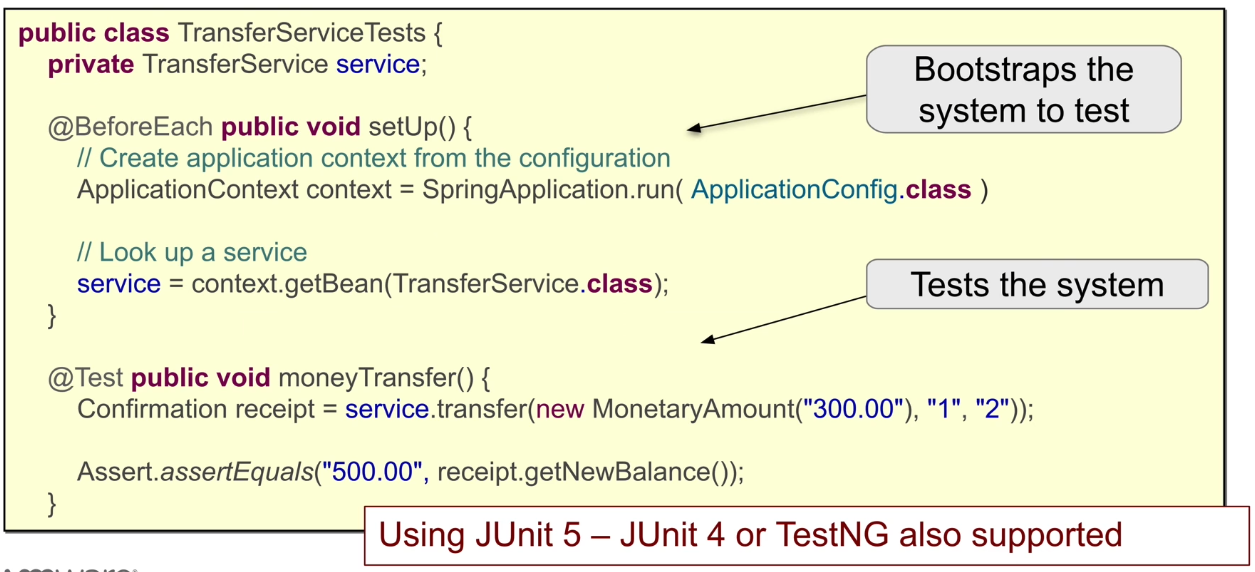 public class TransferServiceTests {
private TransferService service;
Bootstraps the
system to test
@BeforeEach public void setUp() {
// Create application context from the configuration
ApplicationContext context = SpringApplication.run( ApplicationConfig.class )
// Look up a service
service = context.getBean(TransferService.class);
}
Tests the system
@Test public void moneyTransfer() {
Confirmation receipt = service.transfer(new MonetaryAmount("300.00"), "1", "2"));
Assert.assertEquals("500.00", receipt.getNewBalance());
}
Using JUnit 5 – JUnit 4 or TestNG also supported